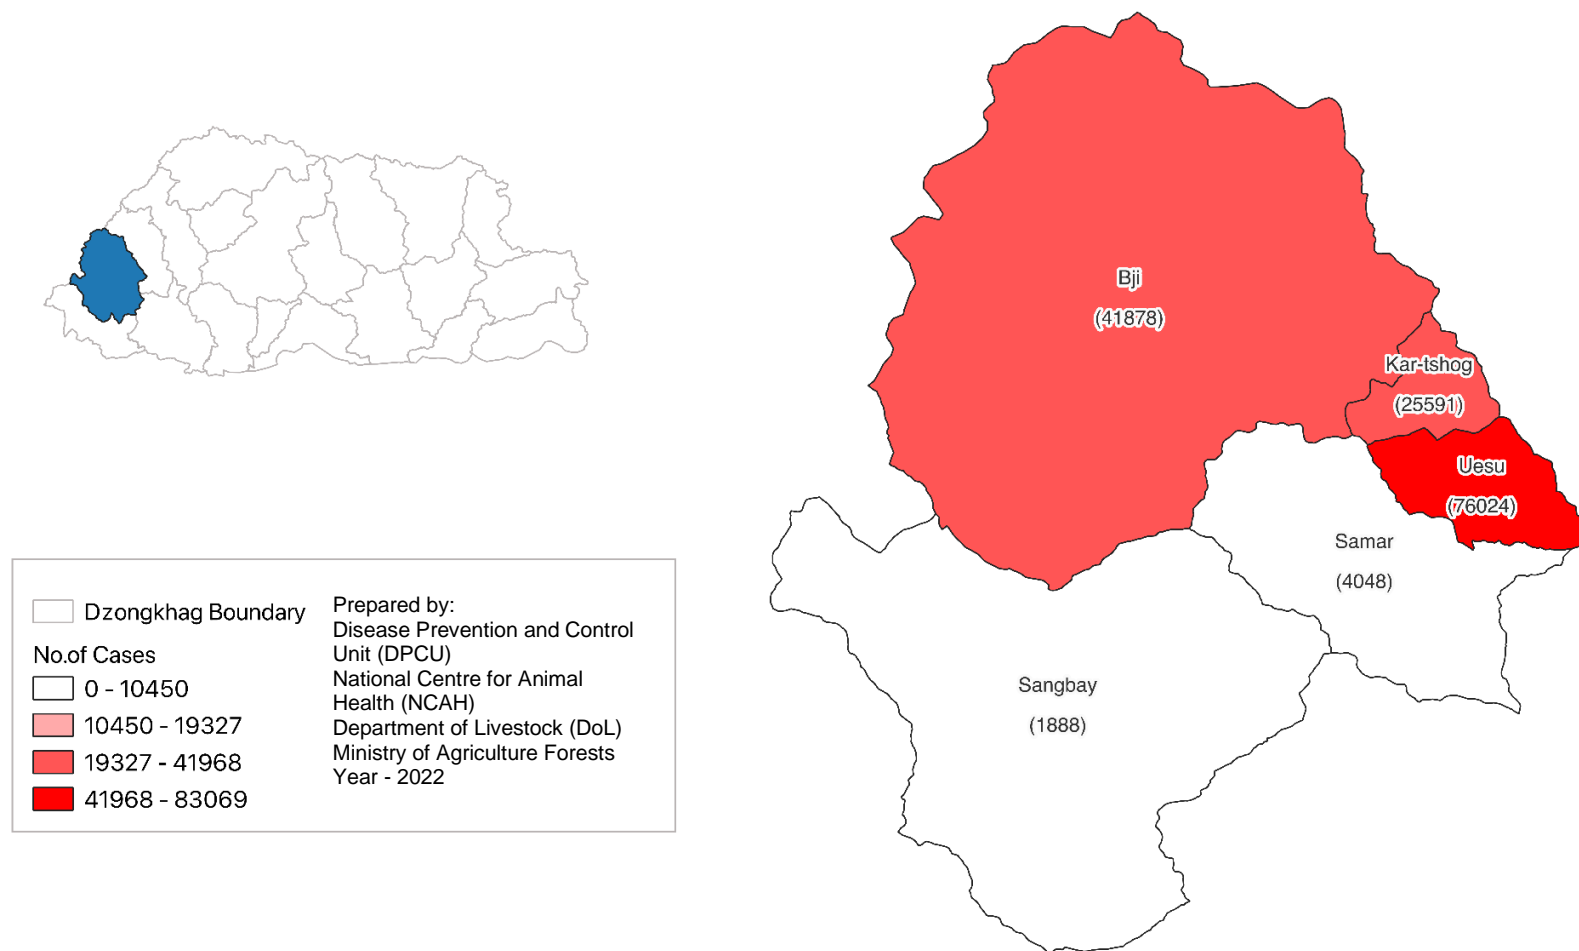 Bji
(41878)
Kar-tshog
(25591)
Uesu
(76024)
Samar
(4048)
Sangbay
(1888)
Dzongkhag Boundary
No.of Cases
0 - 10450
10450 - 19327
19327 - 41968
41968 - 83069
Prepared by:
Disease Prevention and Control
Unit (DPCU)
National Centre for Animal
Health (NCAH)
Department of Livestock (DoL)
Ministry of Agriculture Forests
Year - 2022